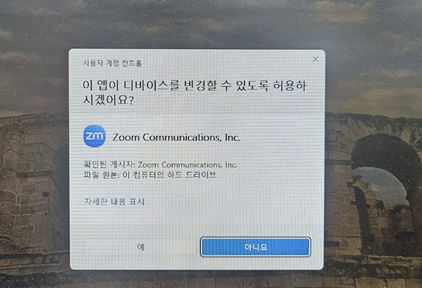 사용자 계정 컨트롤
이 앱이 디바이스를 변경할 수 있도록 허용하
시겠어요?
zm Zoom Communications, Inc.
확인된 게시자: Zoom Communications, Inc.
파일 원본: 이 컴퓨터의 하드 드라이브
자세한 내용 표시
예 아니요